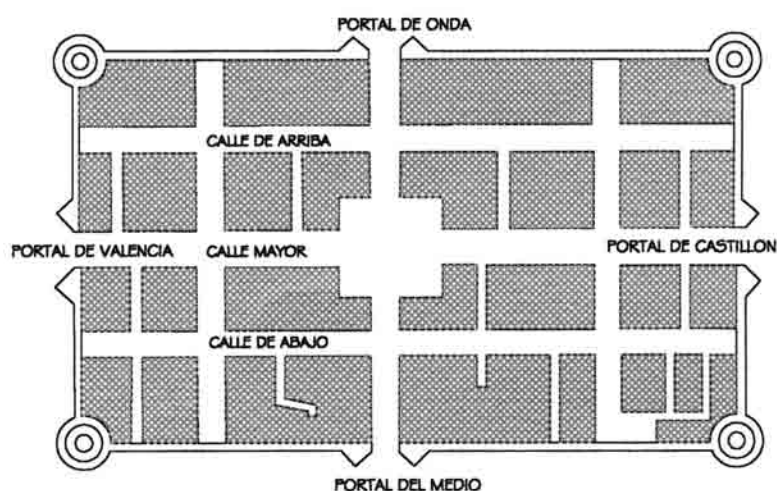 PORTAL DE ONDA
CALLE DE ARRIBA
PORTAL DE VALENCIA
CALLE MAYOR
PORTAL DE CASTILLON
CALLE DE ABAJO
PORTAL DEL MEDIO